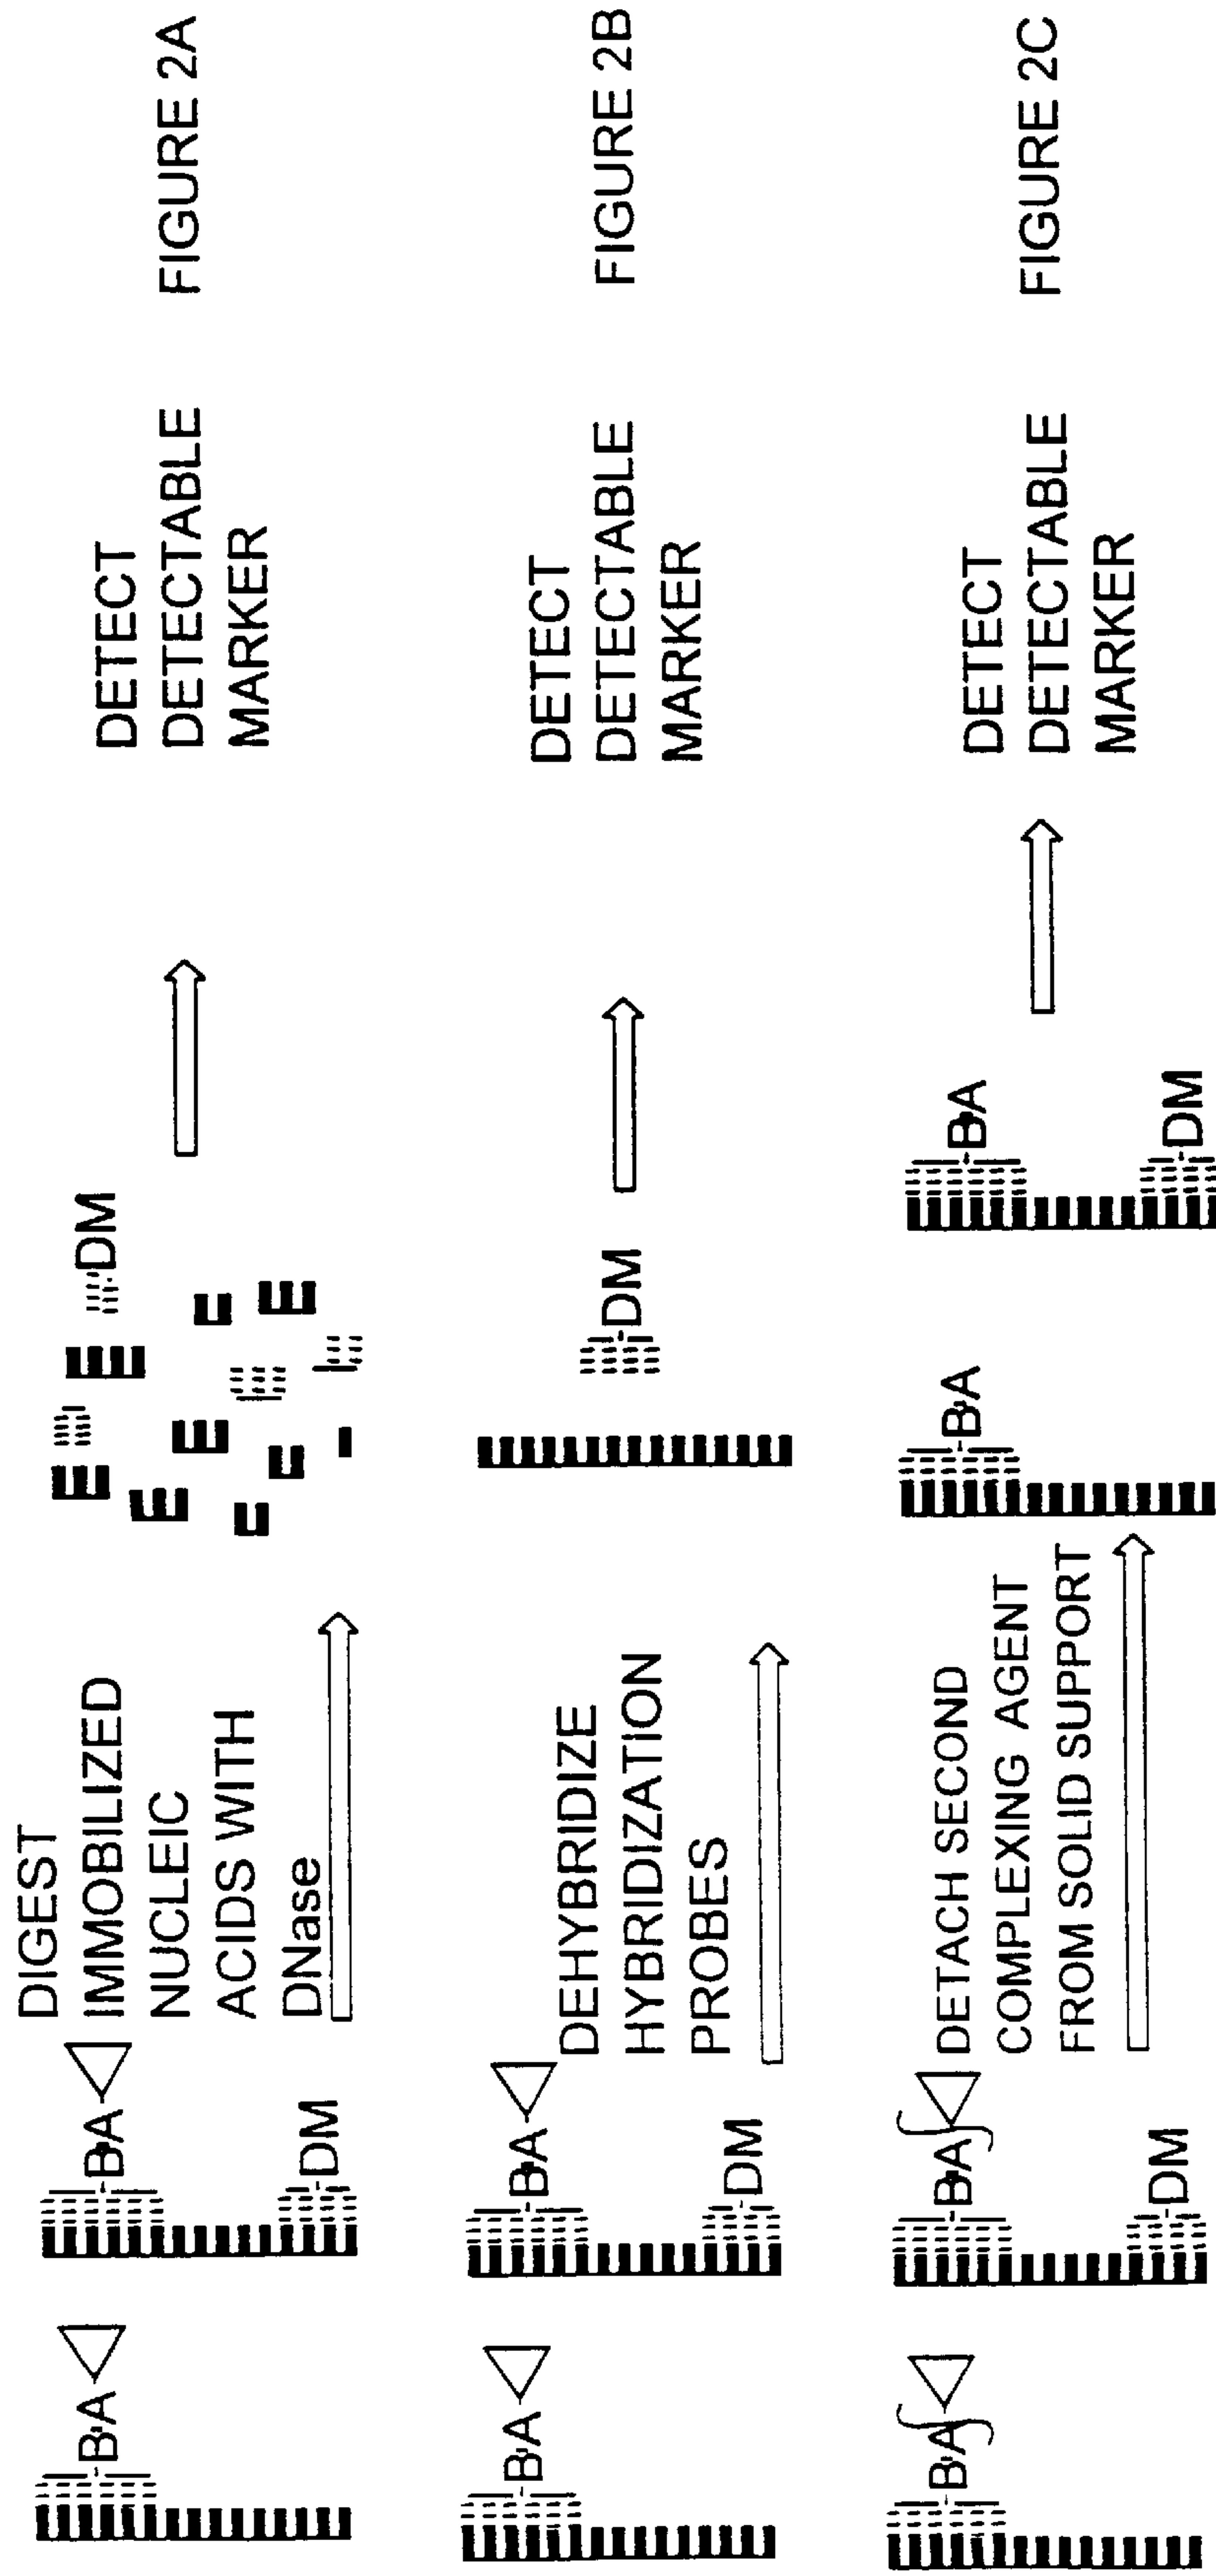 BA
BA
DM
DIGEST
IMMOBILIZED
NUCLEIC
ACIDS WITH
DNase
DM
DETECT
DETECTABLE
MARKER
FIGURE 2A
BA
BA
DM
DEHYBRIDIZE
HYBRIDIZATION
PROBES
DM
DETECT
DETECTABLE
MARKER
FIGURE 2B
BA
BA
DM
DETACH SECOND
COMPLEXING AGENT
FROM SOLID SUPPORT
BA
BA
DM
DETECT
DETECTABLE
MARKER
FIGURE 2C